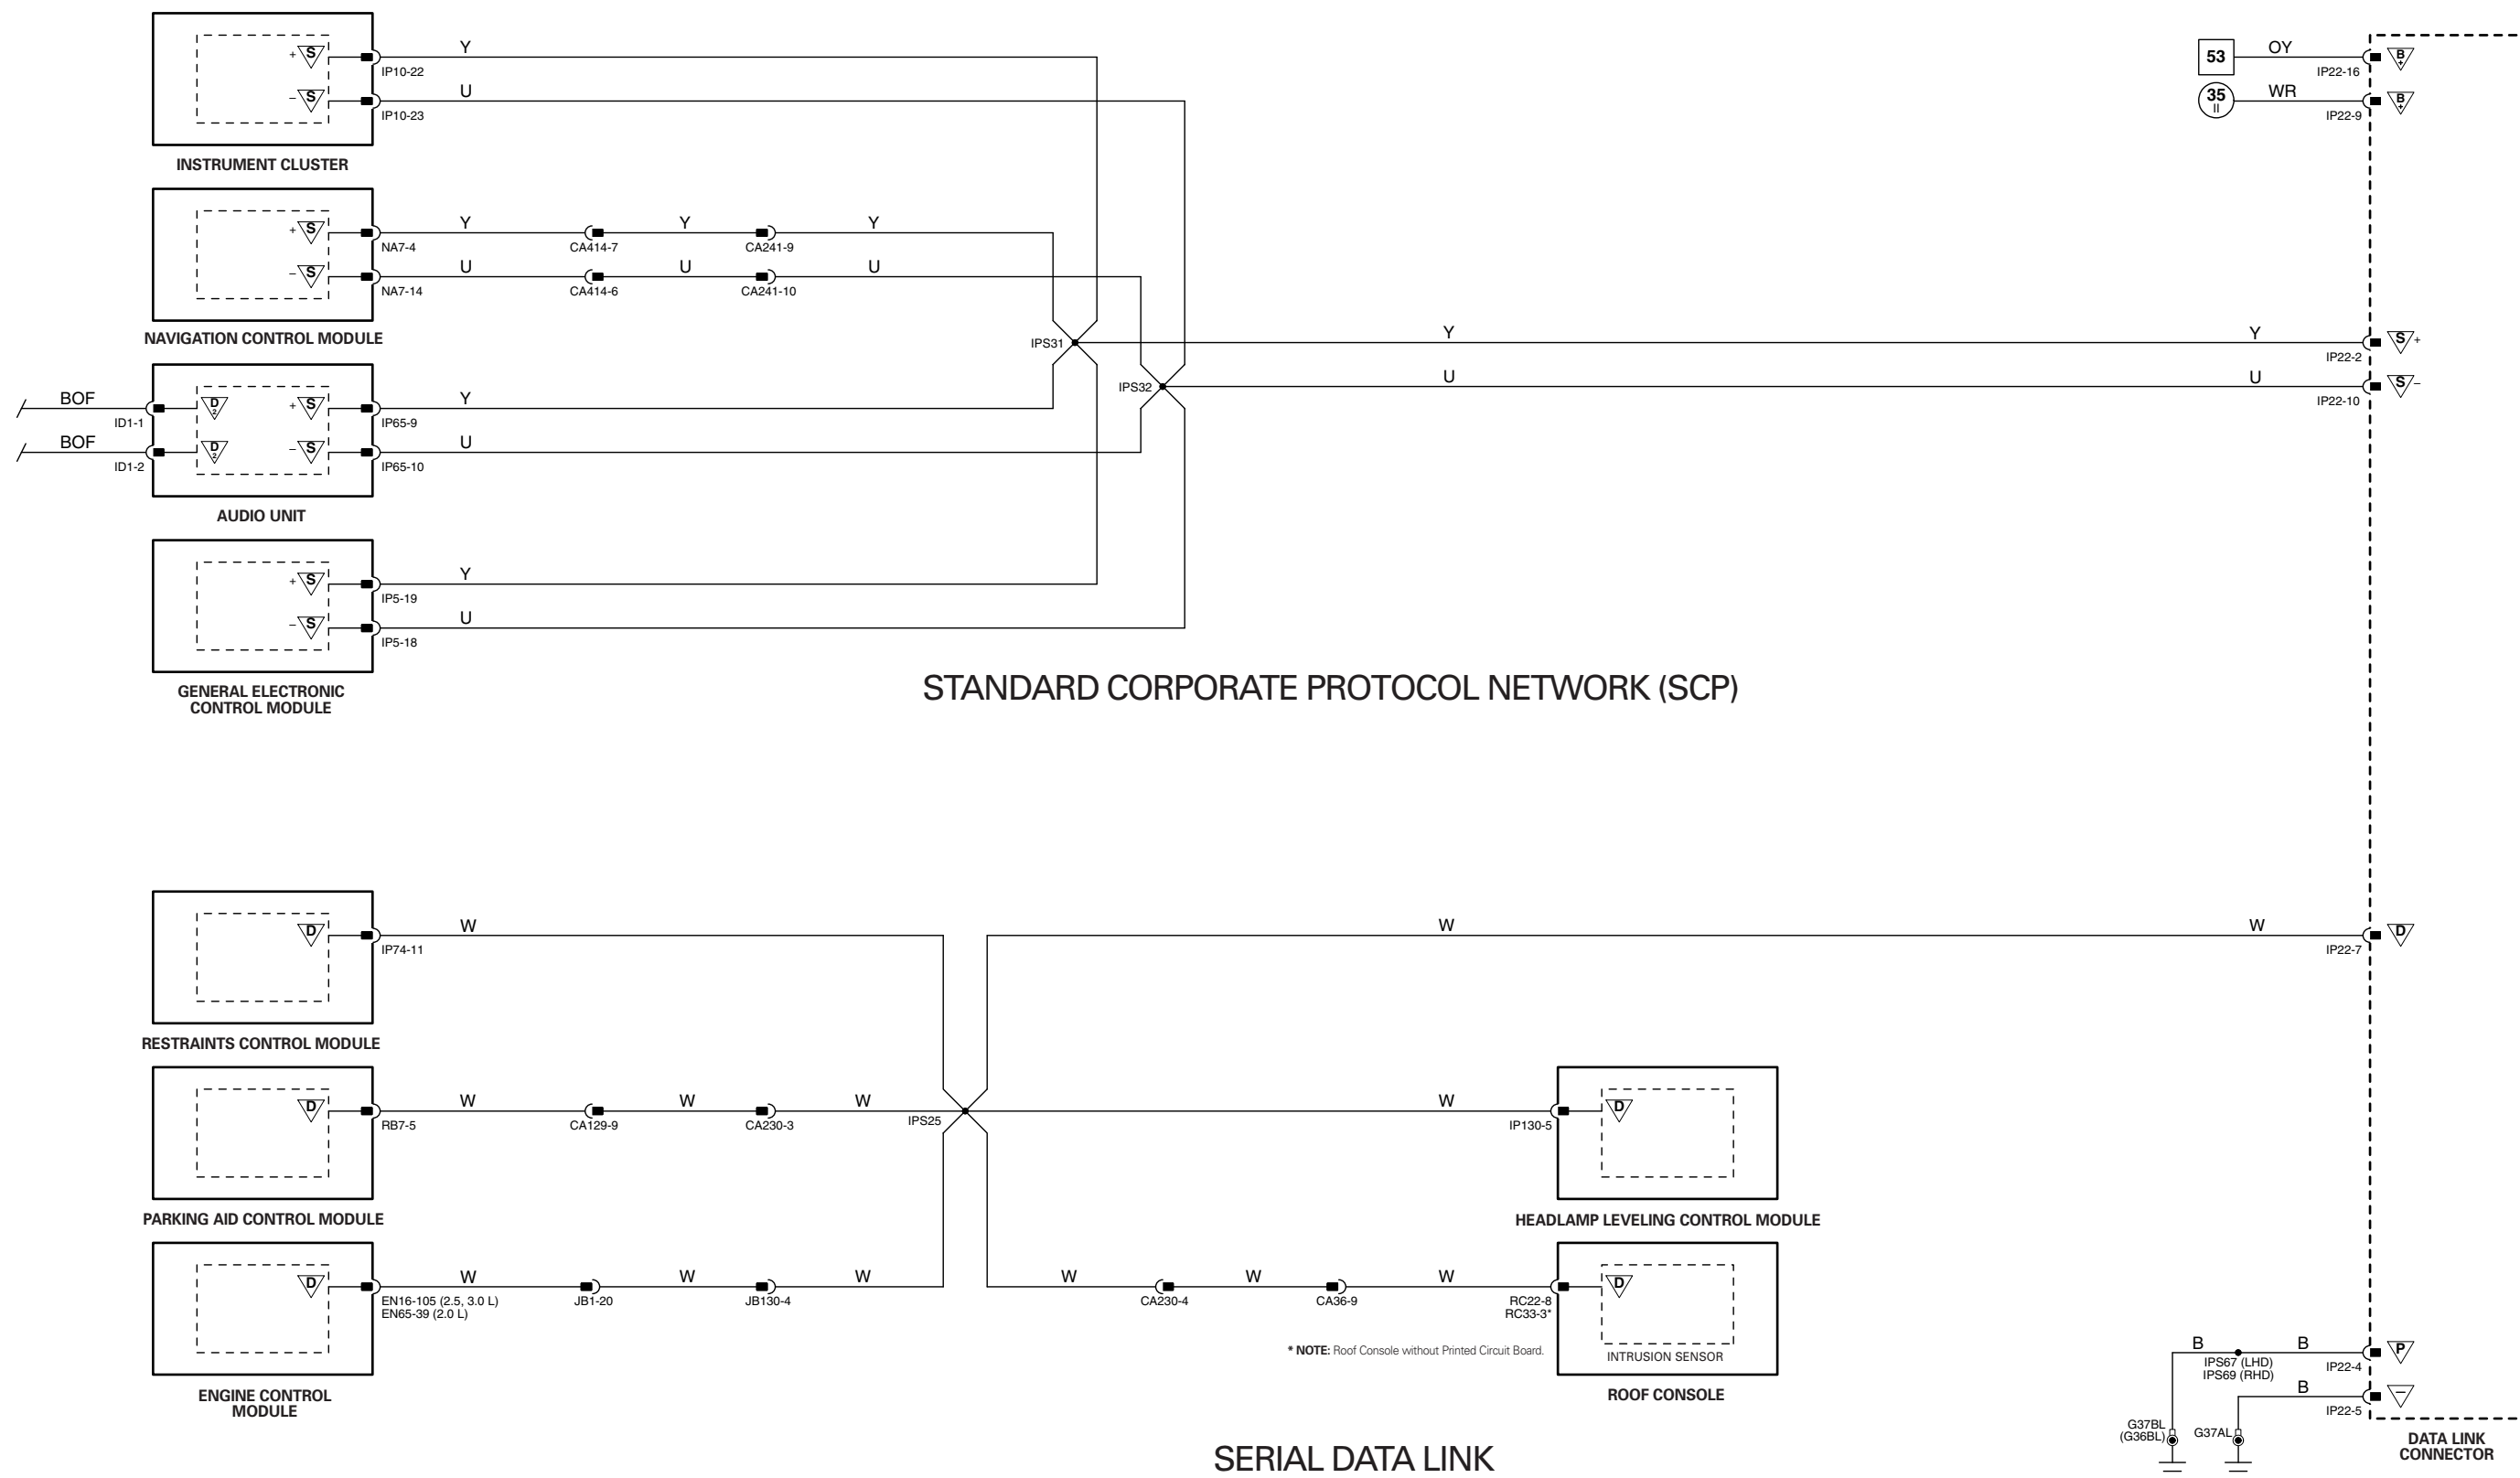 Y
+ S
IP10-22
U
– S
IP10-23
INSTRUMENT CLUSTER
53
OY
IP22-16
B+
35
II
WR
IP22-9
B+
Y
Y
Y
+ S
NA7-4
CA414-7
CA241-9
U
U
U
– S
NA7-14
CA414-6
CA241-10
NAVIGATION CONTROL MODULE
IPS31
Y
Y
IP22-2
S +
IPS32
U
U
IP22-10
S –
BOF
ID1-1
D2
+ S
Y
IP65-9
BOF
ID1-2
D2
– S
U
IP65-10
AUDIO UNIT
Y
+ S
IP5-19
U
– S
IP5-18
GENERAL ELECTRONIC
CONTROL MODULE
STANDARD CORPORATE PROTOCOL NETWORK (SCP)
D
W
IP74-11
W
W
IP22-7
D
RESTRAINTS CONTROL MODULE
D
W
W
W
RB7-5
CA129-9
CA230-3
IPS25
W
IP130-5
D
PARKING AID CONTROL MODULE
HEADLAMP LEVELING CONTROL MODULE
D
W
W
W
EN16-105 (2.5, 3.0 L)
EN65-39 (2.0 L)
JB1-20
JB130-4
W
W
W
CA230-4
CA36-9
RC22-8
RC33-3*
D
* NOTE: Roof Console without Printed Circuit Board.
INTRUSION SENSOR
ENGINE CONTROL
MODULE
ROOF CONSOLE
B
B
IPS67 (LHD)
IPS69 (RHD)
IP22-4
P
B
IP22-5
–
G37BL
(G36BL)
G37AL
DATA LINK
CONNECTOR
SERIAL DATA LINK